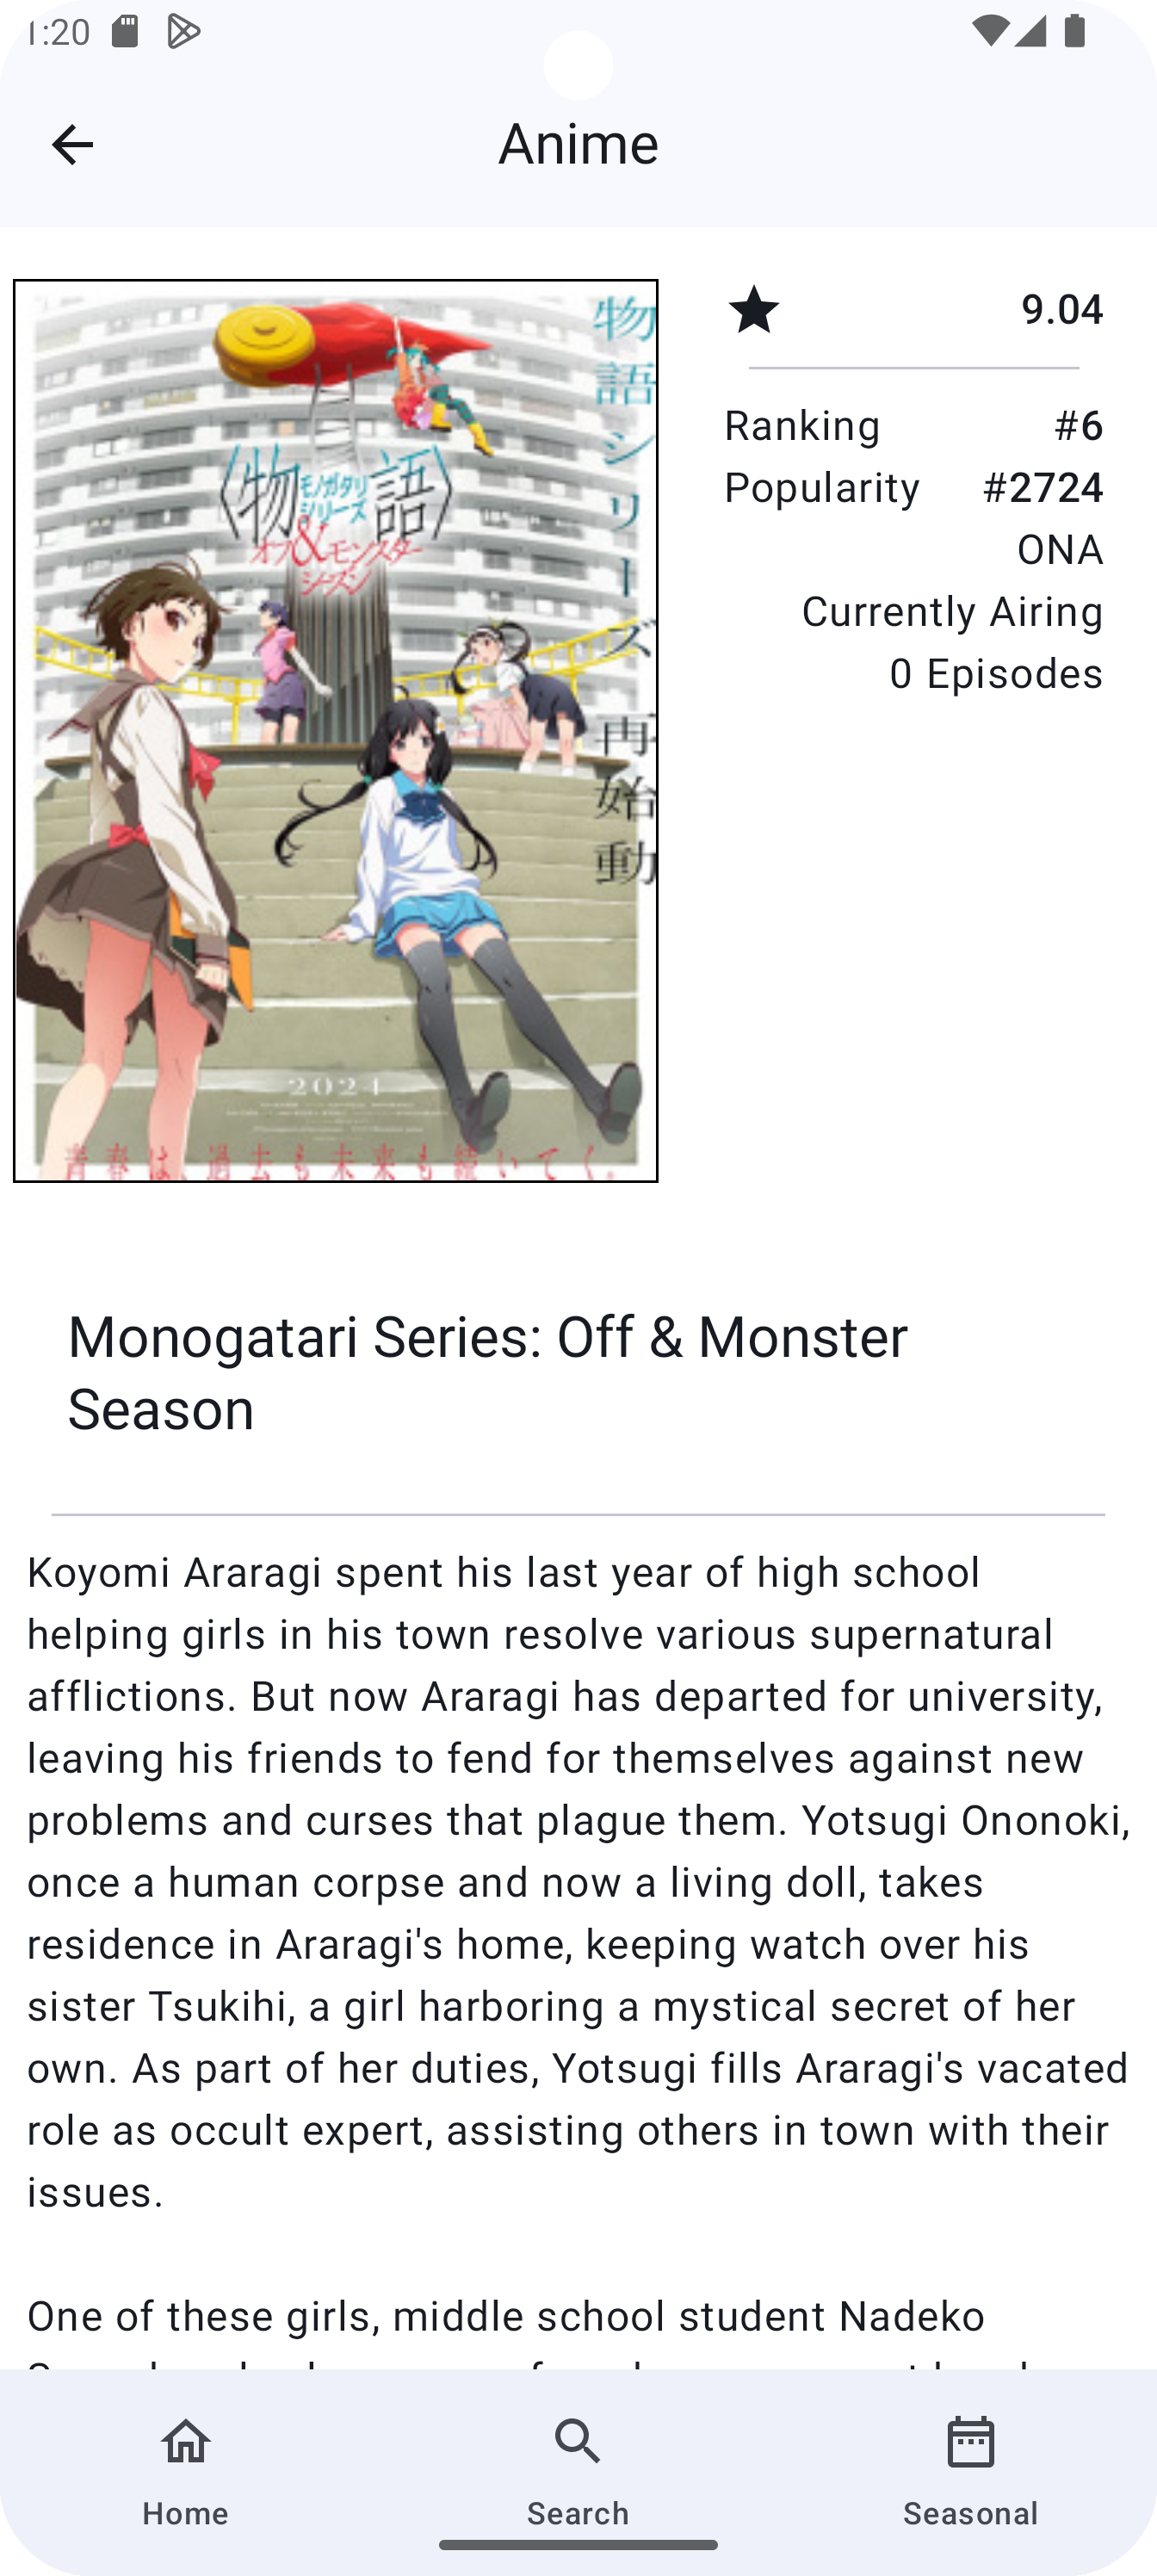 1:20
Anime
物語シリーズ 再始動
〈物語〉
モノガタリ
シリーズ
オフ&モンスター
シーズン
2024
青春は、過去も未来も続いてく。
9.04
Ranking #6
Popularity #2724
ONA
Currently Airing
0 Episodes
Monogatari Series: Off & Monster
Season
Koyomi Araragi spent his last year of high school
helping girls in his town resolve various supernatural
afflictions. But now Araragi has departed for university,
leaving his friends to fend for themselves against new
problems and curses that plague them. Yotsugi Ononoki,
once a human corpse and now a living doll, takes
residence in Araragi's home, keeping watch over his
sister Tsukihi, a girl harboring a mystical secret of her
own. As part of her duties, Yotsugi fills Araragi's vacated
role as occult expert, assisting others in town with their
issues.
One of these girls, middle school student Nadeko
Home
Search
Seasonal